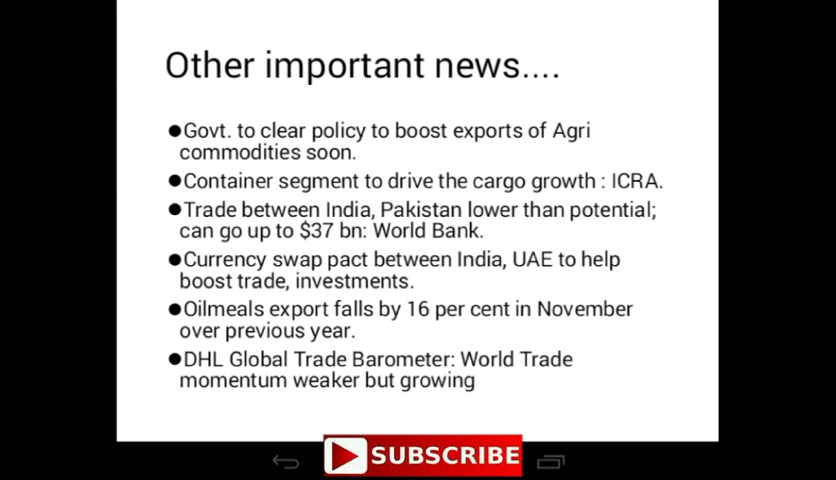 Other important news....
●Govt. to clear policy to boost exports of Agri
commodities soon.
●Container segment to drive the cargo growth : ICRA.
●Trade between India, Pakistan lower than potential;
can go up to $37 bn: World Bank.
●Currency swap pact between India, UAE to help
boost trade, investments.
●Oilmeals export falls by 16 per cent in November
over previous year.
●DHL Global Trade Barometer: World Trade
momentum weaker but growing
SUBSCRIBE